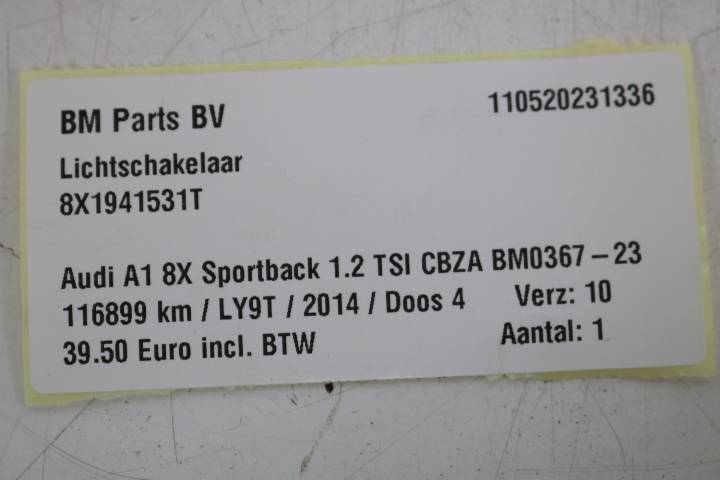 BM Parts BV 110520231336
Lichtschakelaar
8X1941531T
Audi A1 8X Sportback 1.2 TSI CBZA BM0367-23
116899 km / LY9T / 2014 / Doos 4 Verz: 10
39.50 Euro incl. BTW Aantal: 1